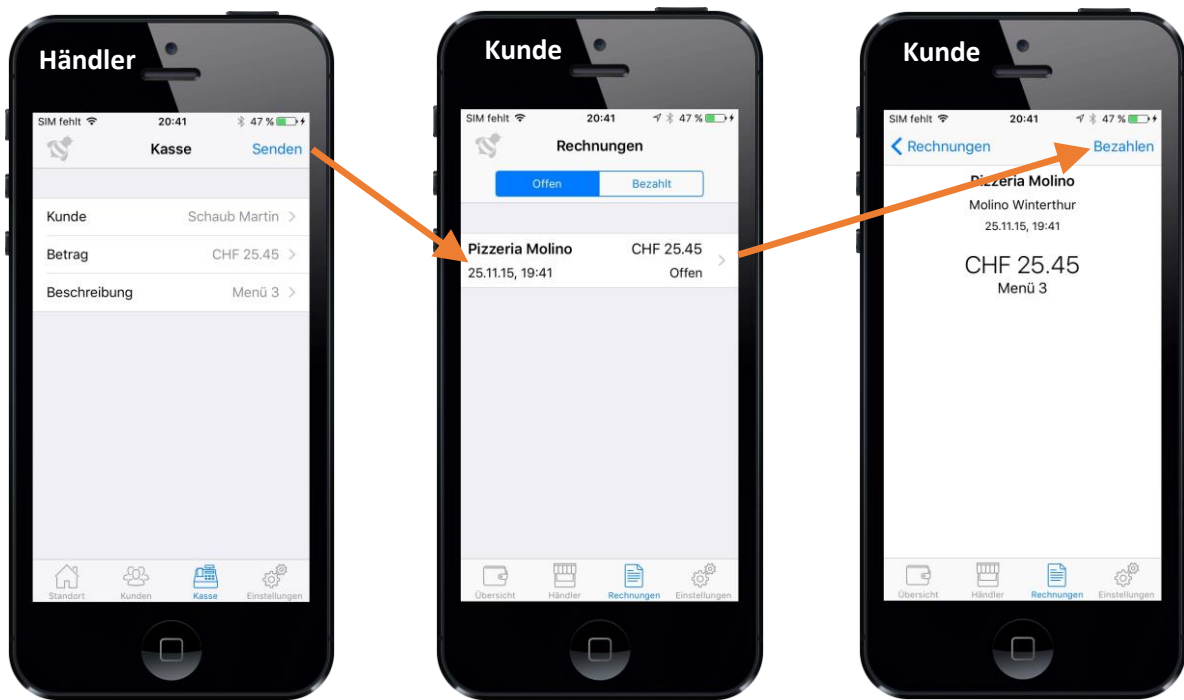 Händler
SIM fehlt 20:41 47 %
Kasse Senden
Kunde Schaub Martin
Betrag CHF 25.45
Beschreibung Menü 3
Standort Kunden Kasse Einstellungen
Kunde
SIM fehlt 20:41 47 %
Rechnungen
Offen Bezahlt
Pizzeria Molino CHF 25.45
25.11.15, 19:41 Offen
Übersicht Händler Rechnungen Einstellungen
Kunde
SIM fehlt 20:41 47 %
Rechnungen Bezahlen
Pizzeria Molino
Molino Winterthur
25.11.15, 19:41
CHF 25.45
Menü 3
Übersicht Händler Rechnungen Einstellungen